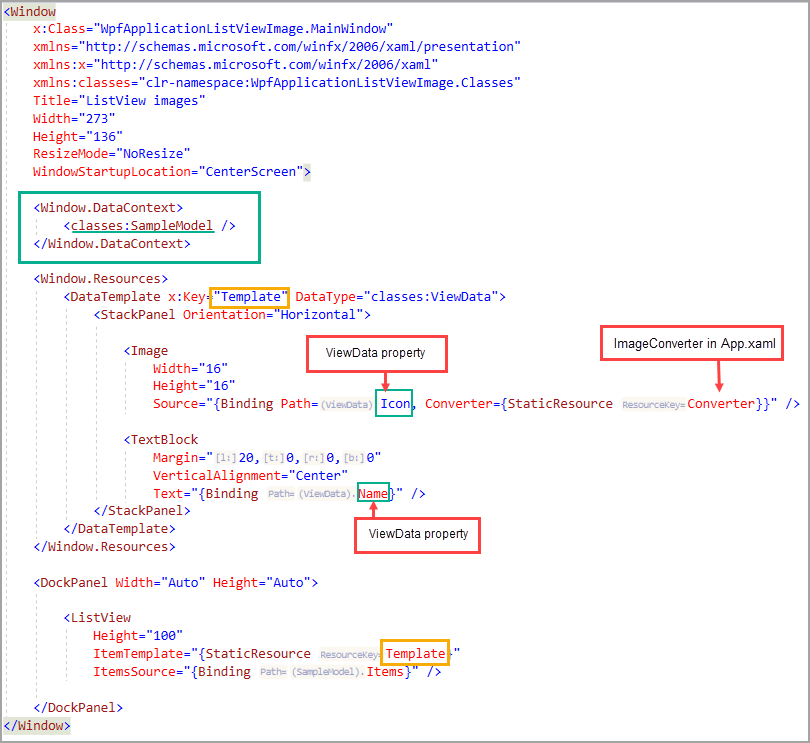 <Window
x:Class="WpfApplicationListViewImage.MainWindow"
xmlns="http://schemas.microsoft.com/winfx/2006/xaml/presentation"
xmlns:x="http://schemas.microsoft.com/winfx/2006/xaml"
xmlns:classes="clr-namespace:WpfApplicationListViewImage.Classes"
Title="ListView images"
Width="273"
Height="136"
ResizeMode="NoResize"
WindowStartupLocation="CenterScreen">
<Window.DataContext>
<classes:SampleModel />
</Window.DataContext>
<Window.Resources>
<DataTemplate x:Key="Template" DataType="classes:ViewData">
<StackPanel Orientation="Horizontal">
ViewData property
ImageConverter in App.xaml
<Image
Width="16"
Height="16"
Source="{Binding Path=(ViewData) Icon, Converter={StaticResource ResourceKey=Converter}}" />
<TextBlock
Margin="[l:]20,[t:]0,[r:]0,[b:]0"
VerticalAlignment="Center"
Text="{Binding Path=(ViewData).Name}" />
</StackPanel>
</DataTemplate>
ViewData property
</Window.Resources>
<DockPanel Width="Auto" Height="Auto">
<ListView
Height="100"
ItemTemplate="{StaticResource ResourceKey=Template}"
ItemsSource="{Binding Path=(SampleModel).Items}" />
</DockPanel>
</Window>